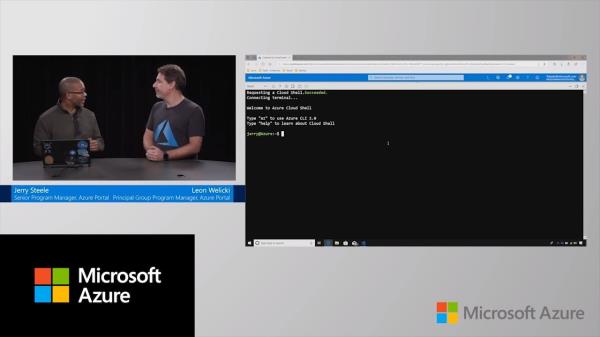 Microsoft Azure
Requesting a Cloud Shell.Succeeded.
Connecting terminal...
Welcome to Azure Cloud Shell
Type "az" to use Azure CLI 2.0
Type "help" to learn about Cloud Shell
jerry@Azure:~$
Jerry Steele
Senior Program Manager, Azure Portal
Leon Welicki
Principal Group Program Manager, Azure Portal
Microsoft
Azure
Microsoft Azure